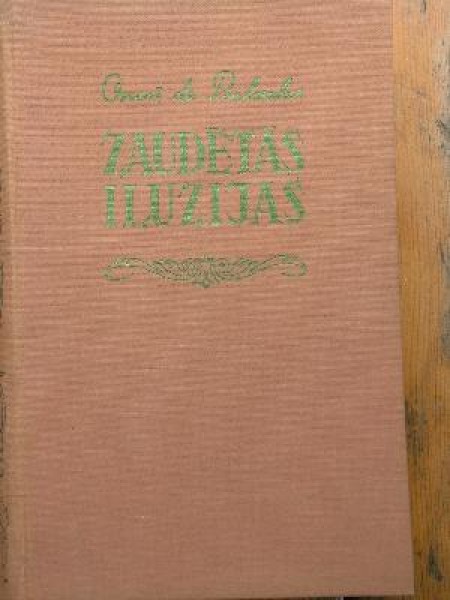 Onorē de Balzaks
ZAUDĒTĀS
ILŪZIJAS